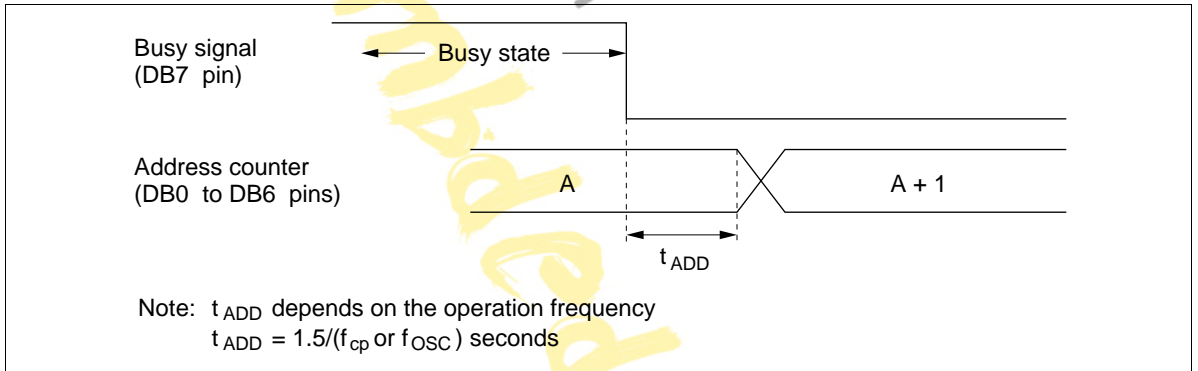 Busy signal
(DB7 pin)
Busy state
Address counter
(DB0 to DB6 pins)
A
A + 1
t ADD
Note: t ADD depends on the operation frequency
t ADD = 1.5/(f cp or f OSC ) seconds
mbdded